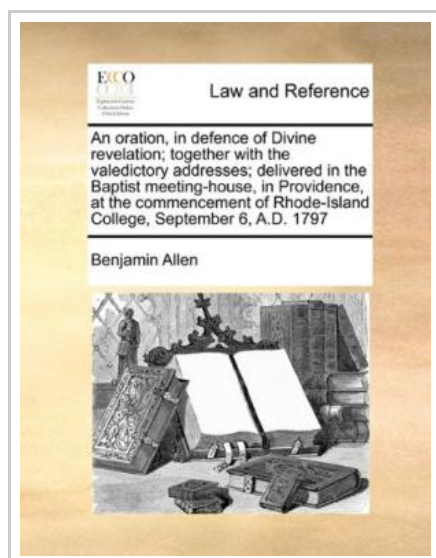 ECCO
Law and Reference
An oration, in defence of Divine
revelation; together with the
valedictory addresses; delivered in the
Baptist meeting-house, in Providence,
at the commencement of Rhode-Island
College, September 6, A.D. 1797
Benjamin Allen